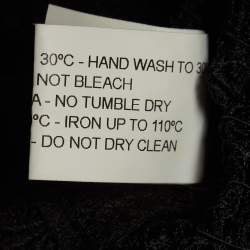 30ºC - HAND WASH TO 30
NOT BLEACH
A - NO TUMBLE DRY
ºC - IRON UP TO 110ºC
- DO NOT DRY CLEAN